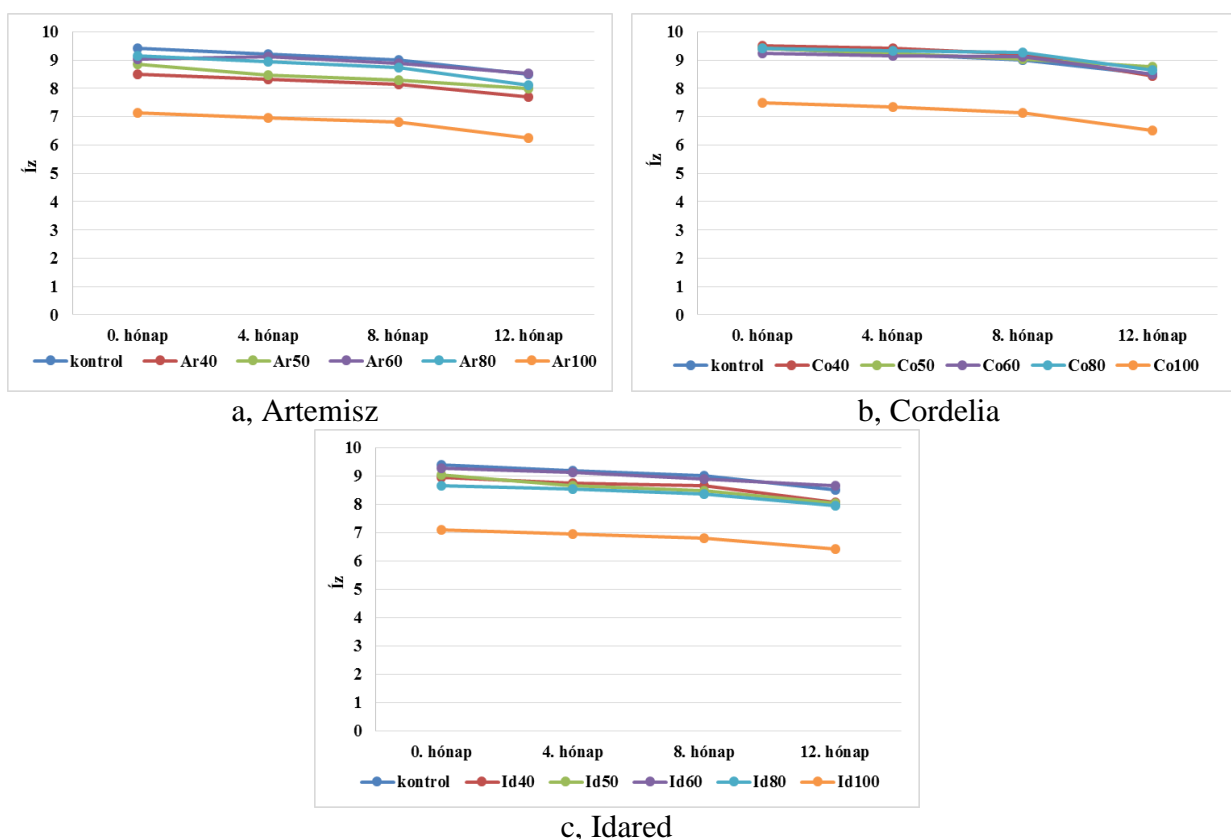 10
9
8
7
6
5
4
3
2
1
0
Íz
0. hónap 4. hónap 8. hónap 12. hónap
kontrol Ar40 Ar50 Ar60 Ar80 Ar100
a, Artemisz
10
9
8
7
6
5
4
3
2
1
0
Íz
0. hónap 4. hónap 8. hónap 12. hónap
kontrol Co40 Co50 Co60 Co80 Co100
b, Cordelia
10
9
8
7
6
5
4
3
2
1
0
Íz
0. hónap 4. hónap 8. hónap 12. hónap
kontrol Id40 Id50 Id60 Id80 Id100
c, Idared